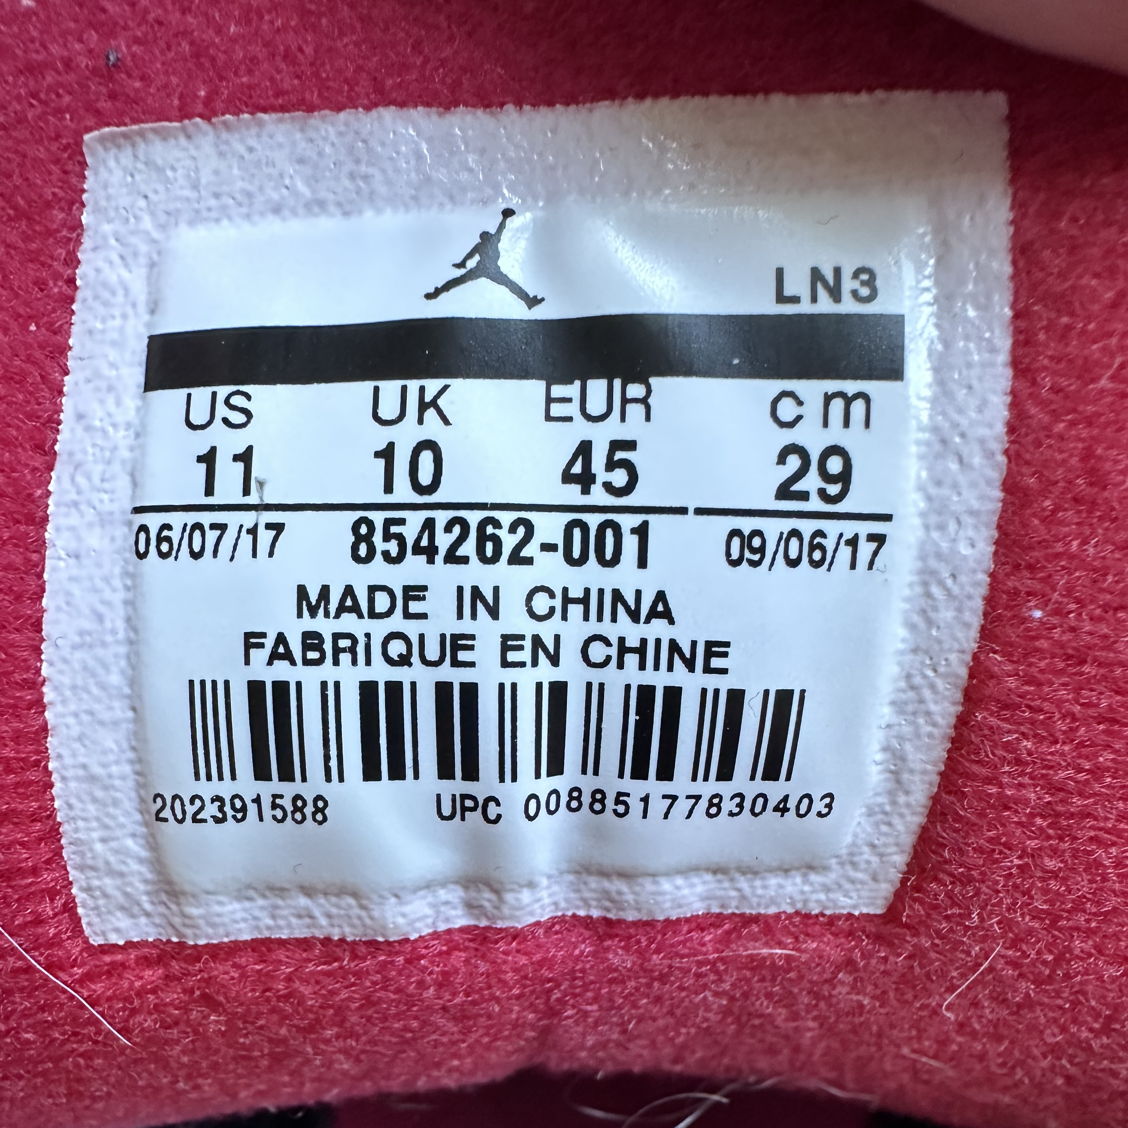 LN3
US UK EUR cm
11 10 45 29
06/07/17 854262-001 09/06/17
MADE IN CHINA
FABRIQUE EN CHINE
202391588 UPC 00885177830403